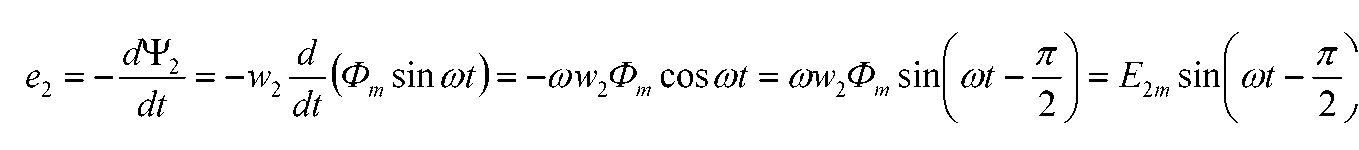 e₂ = −dΨ₂/dt = −w₂ d/dt (Φₘ sin ωt) = −ωw₂Φₘ cos ωt = ωw₂Φₘ sin(ωt − π/2) = E₂ₘ sin(ωt − π/2)